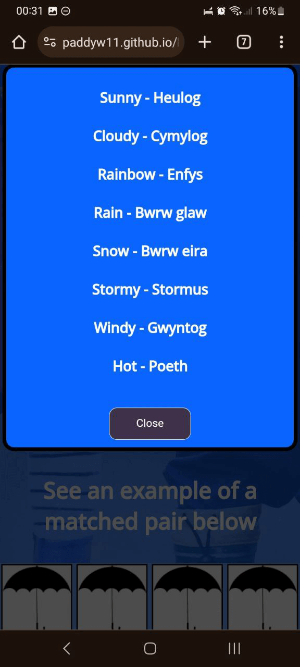 00:31
16%
paddyw11.github.io/
7
Sunny - Heulog
Cloudy - Cymylog
Rainbow - Enfys
Rain - Bwrw glaw
Snow - Bwrw eira
Stormy - Stormus
Windy - Gwyntog
Hot - Poeth
Close
See an example of a
matched pair below